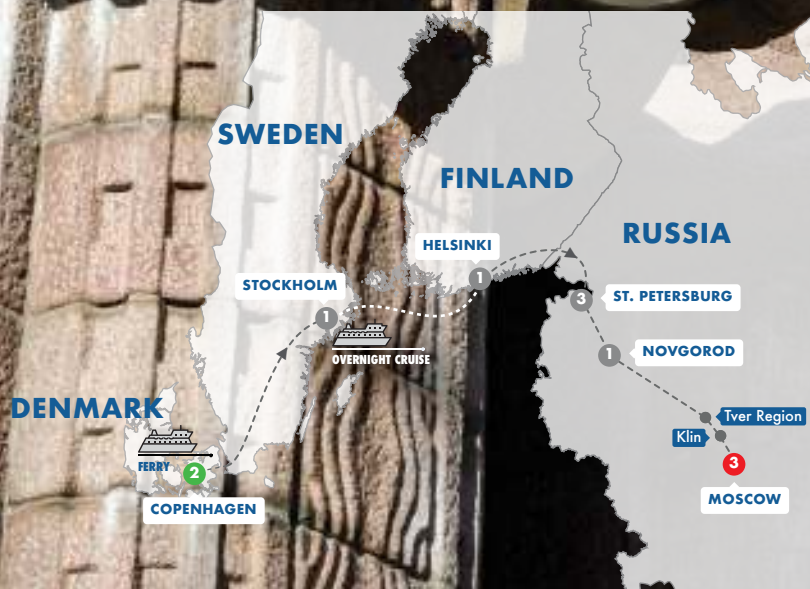 SWEDEN
FINLAND
RUSSIA
HELSINKI
1
STOCKHOLM
1
3
ST. PETERSBURG
OVERNIGHT CRUISE
1
NOVGOROD
DENMARK
Tver Region
Klin
FERRY
2
3
MOSCOW
COPENHAGEN